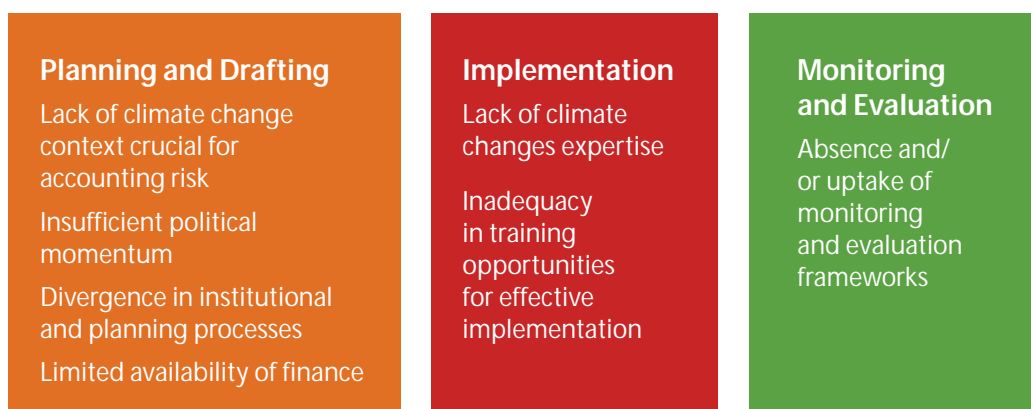 Planning and Drafting
Lack of climate change
context crucial for
accounting risk
Insufficient political
momentum
Divergence in institutional
and planning processes
Limited availability of finance
Implementation
Lack of climate
changes expertise
Inadequacy
in training
opportunities
for effective
implementation
Monitoring
and Evaluation
Absence and/
or uptake of
monitoring
and evaluation
frameworks